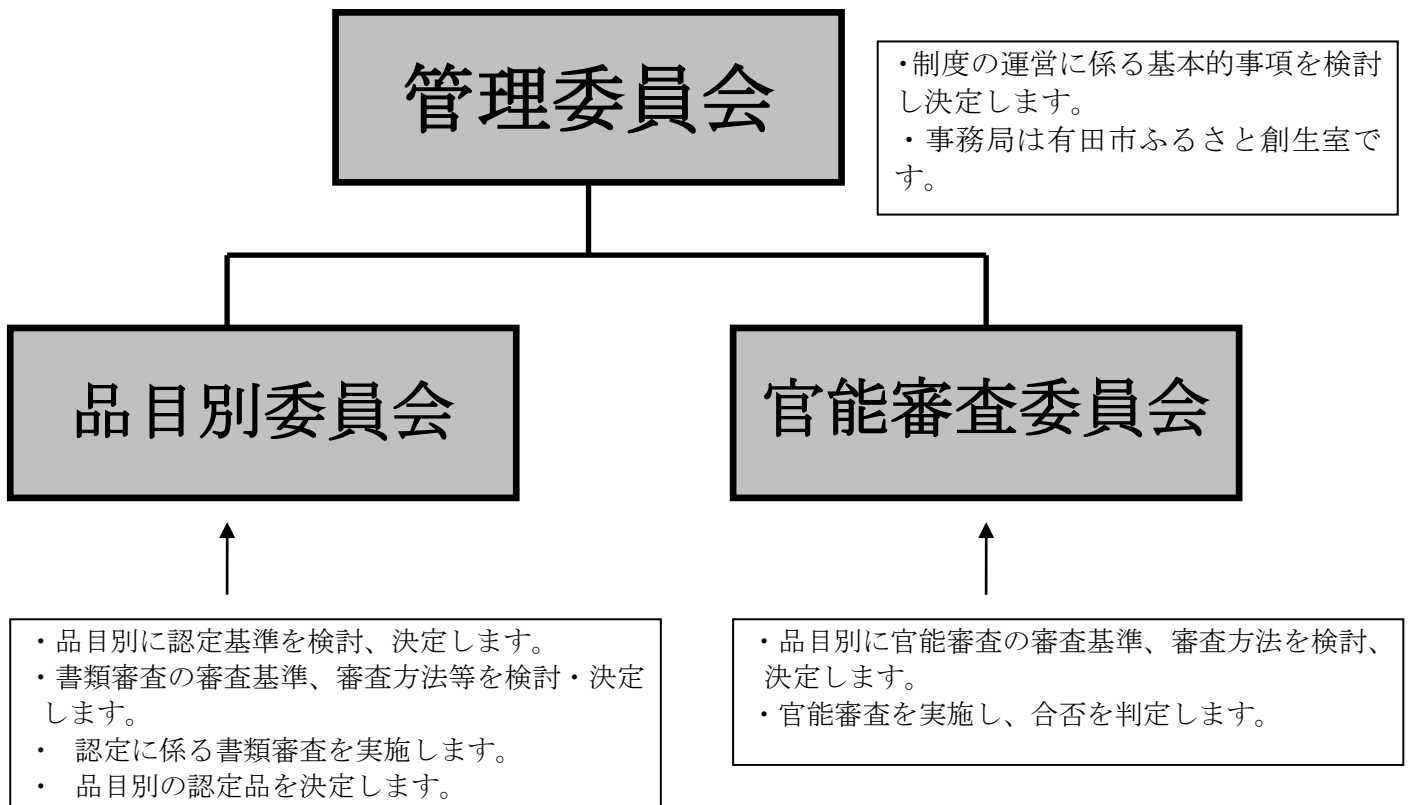 管理委員会
・制度の運営に係る基本的事項を検討
し決定します。
・事務局は有田市ふるさと創生室で
す。
品目別委員会
官能審査委員会
・品目別に認定基準を検討、決定します。
・書類審査の審査基準、審査方法等を検討・決定
します。
・ 認定に係る書類審査を実施します。
・ 品目別の認定品を決定します。
・品目別に官能審査の審査基準、審査方法を検討、
決定します。
・官能審査を実施し、合否を判定します。